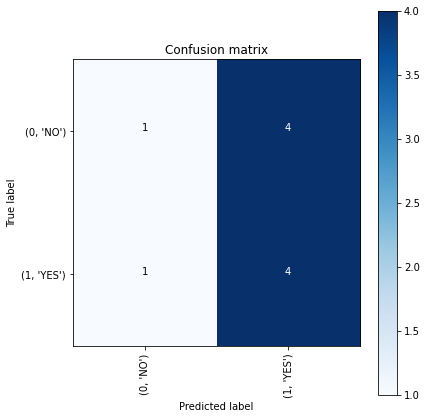 Confusion matrix
True label
(0, 'NO')
1 4
(1, 'YES')
1 4
(0, 'NO')
(1, 'YES')
Predicted label
4.0
3.5
3.0
2.5
2.0
1.5
1.0